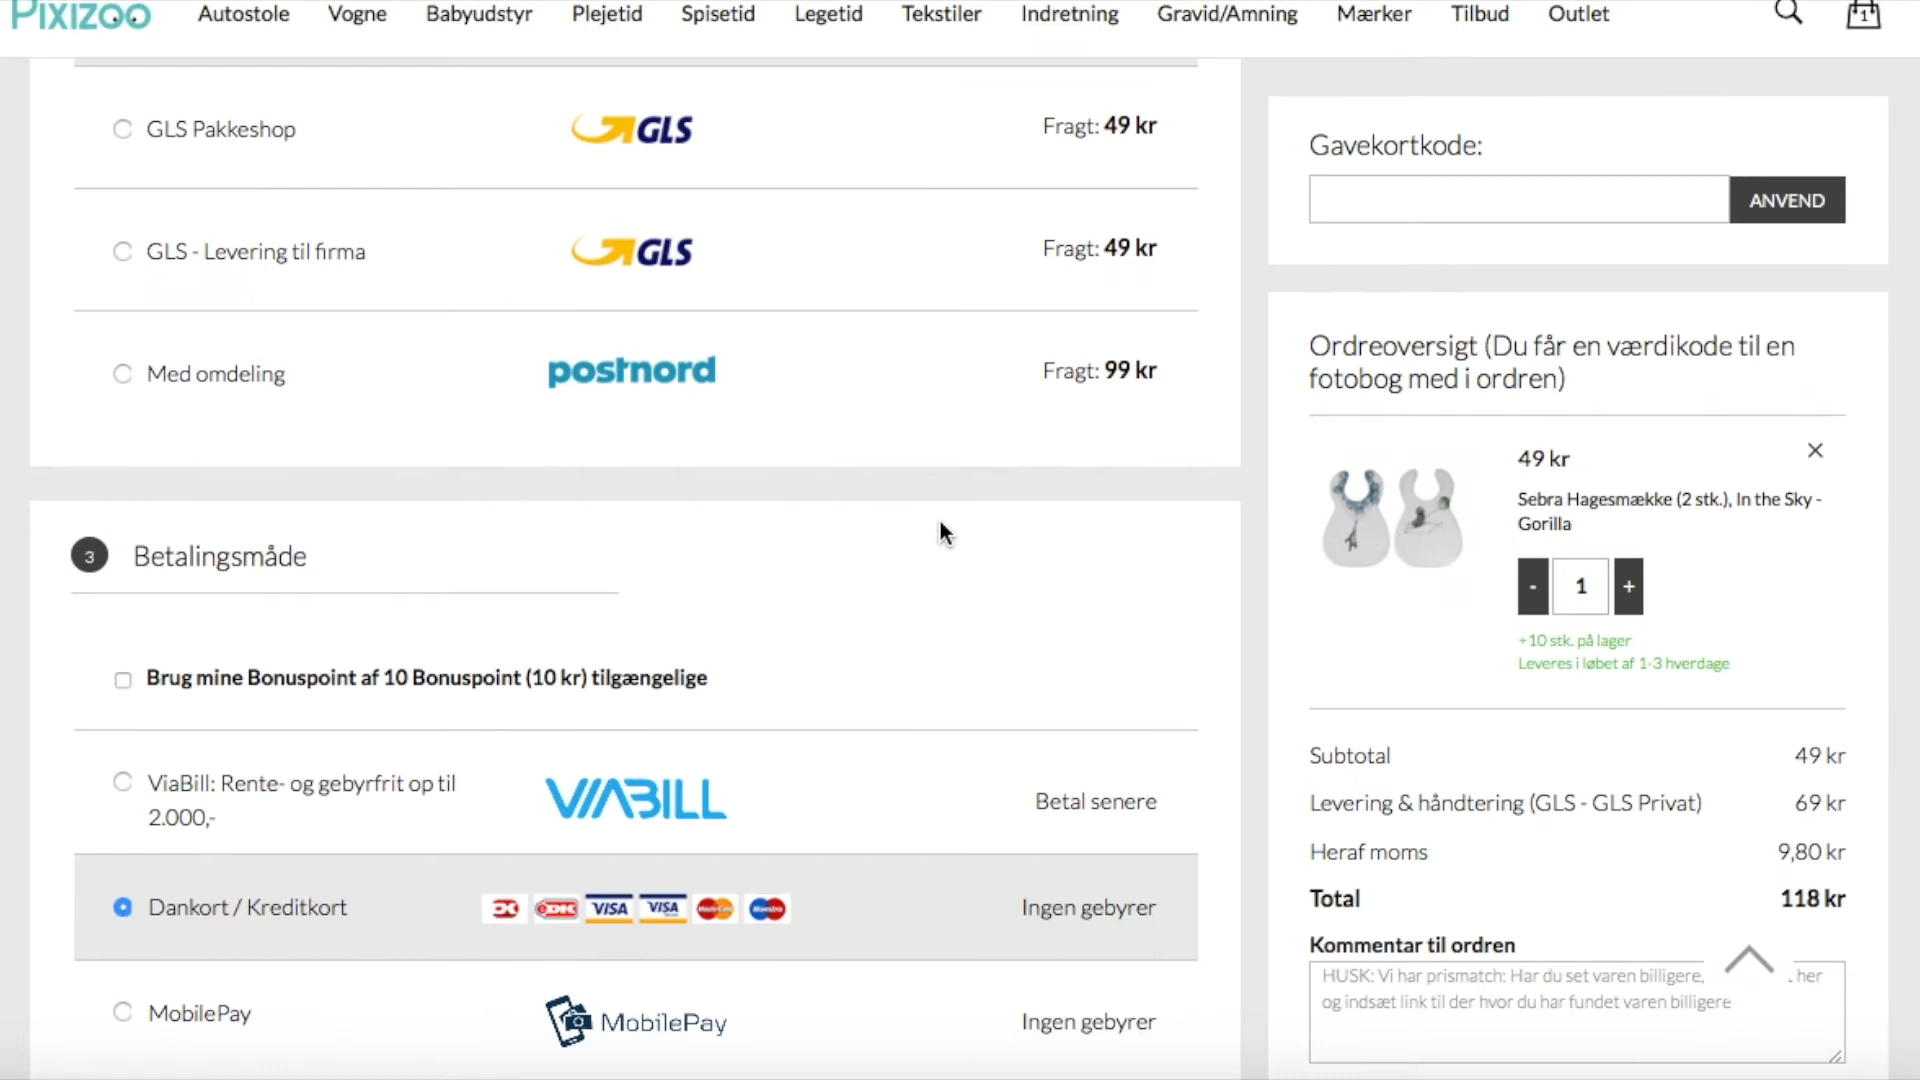 Pixizoo
Autostole Vogne Babyudstyr Plejetid Spisetid Legetid Tekstiler Indretning Gravid/Amning Mærker Tilbud Outlet
1
GLS Pakkeshop GLS Fragt: 49 kr
GLS - Levering til firma GLS Fragt: 49 kr
Med omdeling postnord Fragt: 99 kr
3 Betalingsmåde
Brug mine Bonuspoint af 10 Bonuspoint (10 kr) tilgængelige
ViaBill: Rente- og gebyrfrit op til
2.000,-
VIABILL
Betal senere
Dankort / Kreditkort VISA VISA MasterCard Maestro Ingen gebyrer
MobilePay MobilePay Ingen gebyrer
Gavekortkode:
ANVEND
Ordreoversigt (Du får en værdikode til en
fotobog med i ordren)
49 kr
Sebra Hagesmække (2 stk.), In the Sky -
Gorilla
- 1 +
+10 stk. på lager
Leveres i løbet af 1-3 hverdage
Subtotal 49 kr
Levering & håndtering (GLS - GLS Privat) 69 kr
Heraf moms 9,80 kr
Total 118 kr
Kommentar til ordren
HUSK: Vi har prismatch: Har du set varen billigere, her
og indsæt link til der hvor du har fundet varen billigere